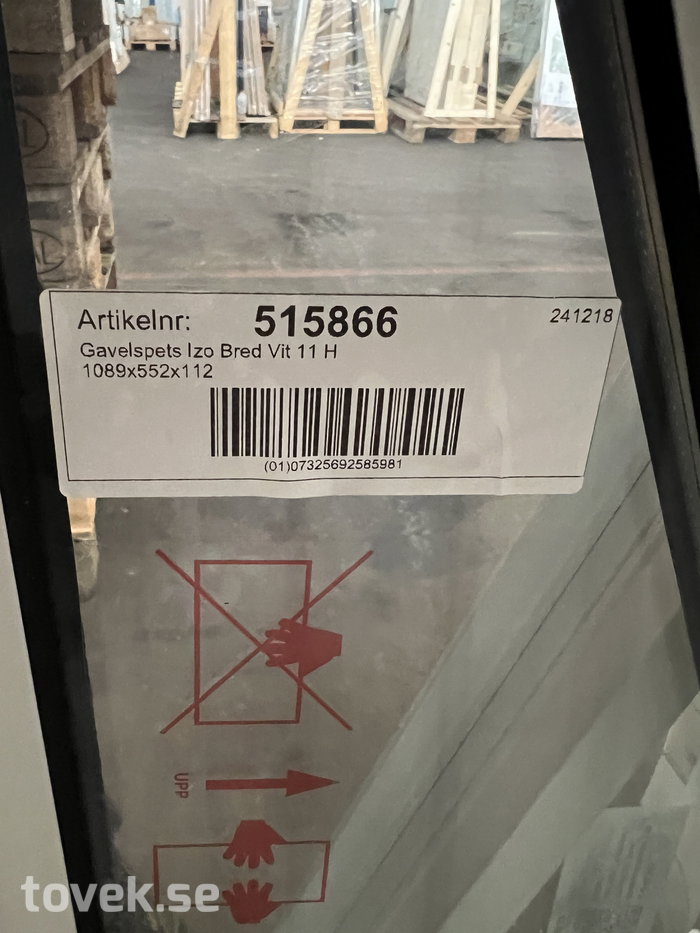 Artikelnr: 515866 241218
Gavelspets Izo Bred Vit 11 H
1089x552x112
(01)07325692585981
UPP
tovek.se